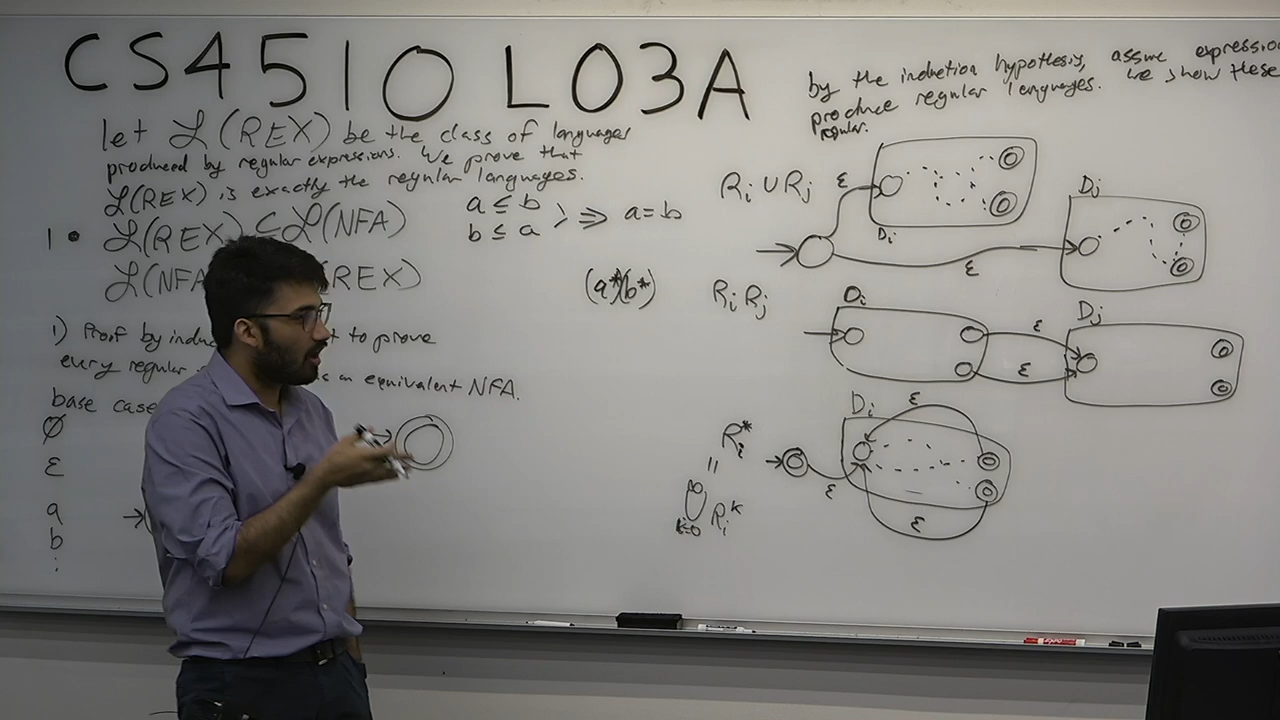 CS4510 L03A
let L(REX) be the class of languages
produced by regular expressions. We prove that
L(REX) is exactly the regular languages.
1 • L(REX) ⊆ L(NFA)
L(NFA (REX)
a ≤ b
b ≤ a
⟩ ⇒ a = b
1) Proof by indu t to prove
every regular an equivalent NFA.
base case
∅
ε
a
b
:
(a*)(b*)
by the induction hypothesis, assume expressio
produce regular languages. We show these
regular.
Ri ∪ Rj
ε
Di
Dj
ε
Ri Rj
Di
ε
ε
Dj
Ri*
Di
ε
ε
ε
=
∞
∪
k=0
Ri^k